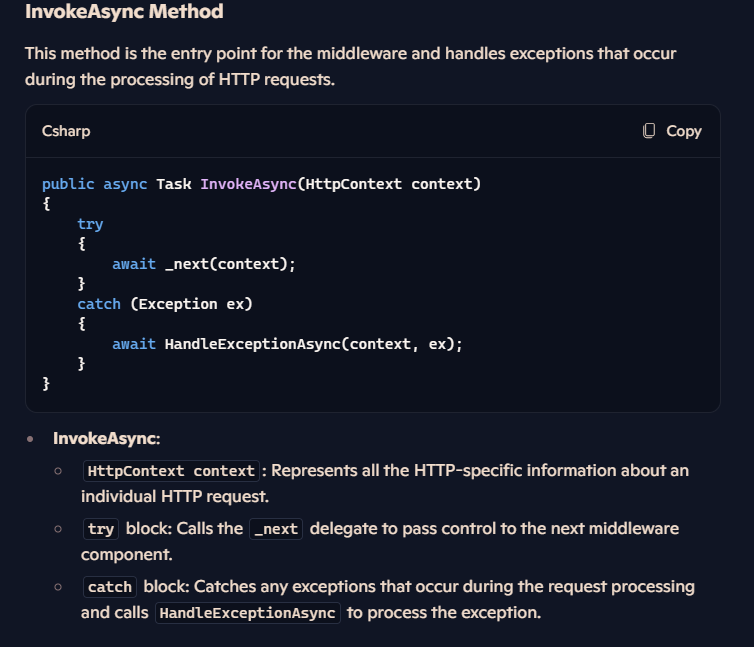 InvokeAsync Method
This method is the entry point for the middleware and handles exceptions that occur
during the processing of HTTP requests.
Csharp
Copy
public async Task InvokeAsync(HttpContext context)
{
    try
    {
        await _next(context);
    }
    catch (Exception ex)
    {
        await HandleExceptionAsync(context, ex);
    }
}
• InvokeAsync:
○ HttpContext context : Represents all the HTTP-specific information about an
individual HTTP request.
○ try block: Calls the _next delegate to pass control to the next middleware
component.
○ catch block: Catches any exceptions that occur during the request processing
and calls HandleExceptionAsync to process the exception.